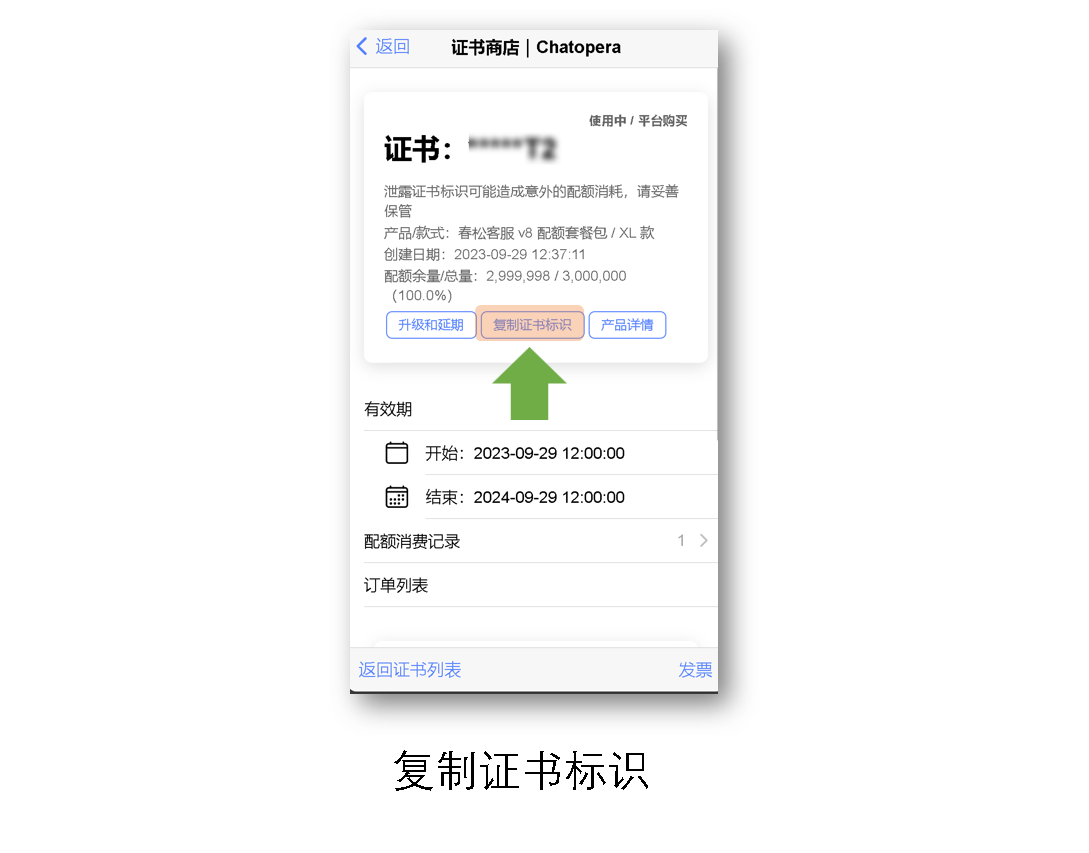 返回
证书商店 | Chatopera
使用中 / 平台购买
证书：*****T2
泄露证书标识可能造成意外的配额消耗，请妥善
保管
产品/款式：春松客服 v8 配额套餐包 / XL 款
创建日期：2023-09-29 12:37:11
配额余量/总量：2,999,998 / 3,000,000
（100.0%）
升级和延期 复制证书标识 产品详情
有效期
开始：2023-09-29 12:00:00
结束：2024-09-29 12:00:00
配额消费记录 1
订单列表
返回证书列表 发票
复制证书标识